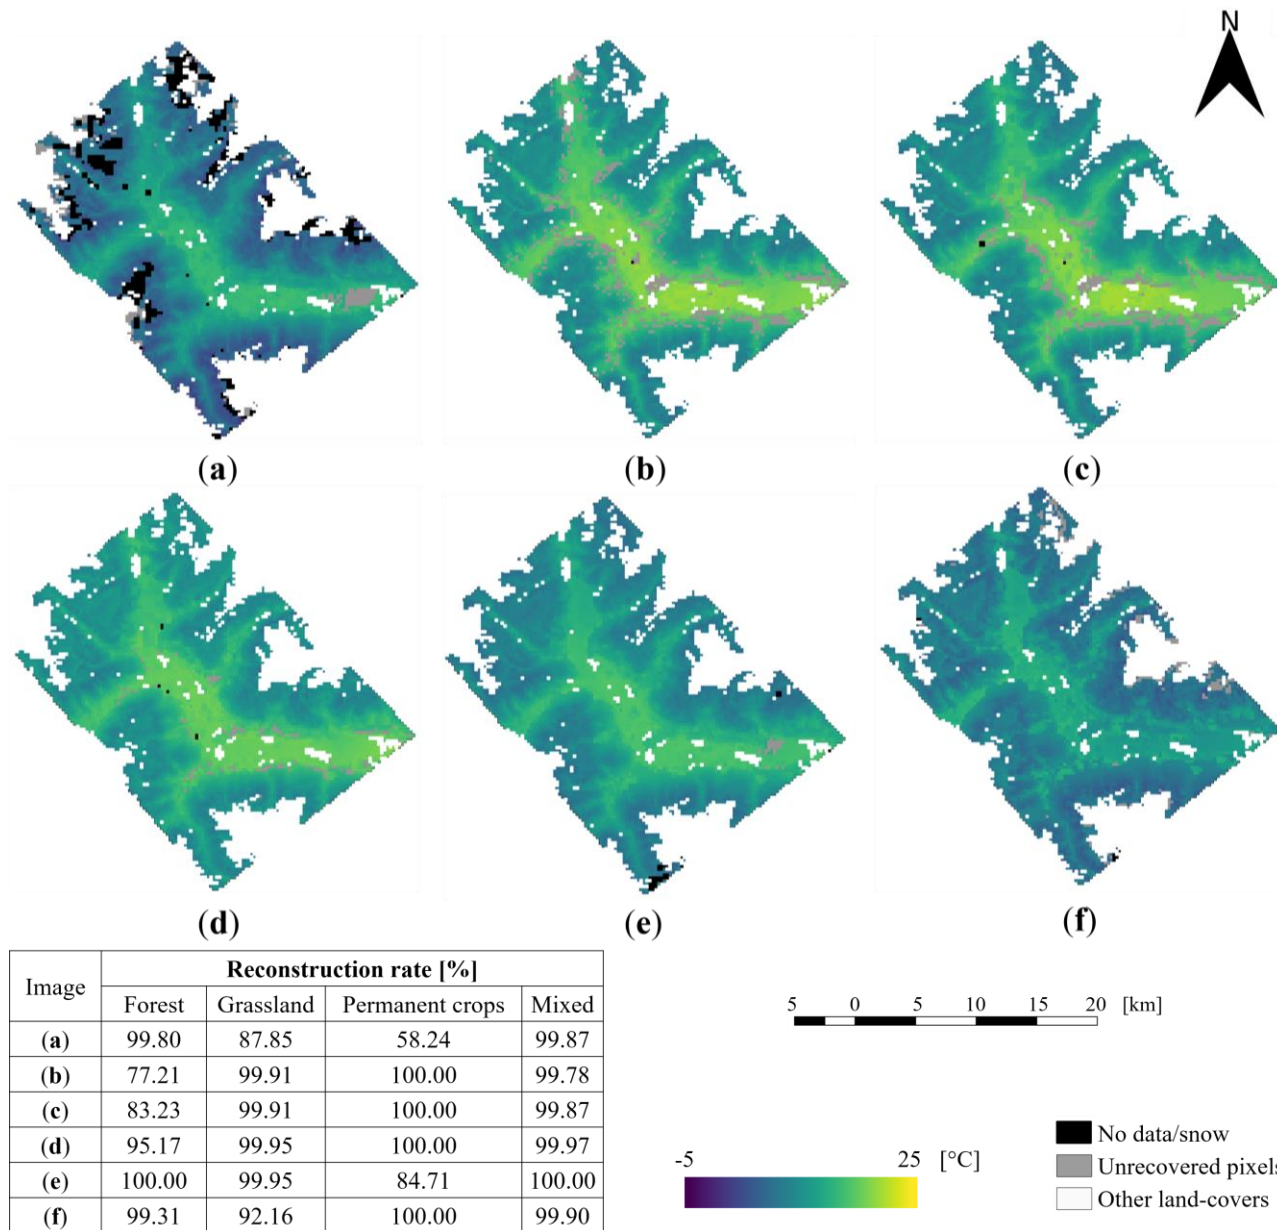 N
(a)
(b)
(c)
(d)
(e)
(f)
Image
Reconstruction rate [%]
Forest Grassland Permanent crops Mixed
(a) 99.80 87.85 58.24 99.87
(b) 77.21 99.91 100.00 99.78
(c) 83.23 99.91 100.00 99.87
(d) 95.17 99.95 100.00 99.97
(e) 100.00 99.95 84.71 100.00
(f) 99.31 92.16 100.00 99.90
5 0 5 10 15 20 [km]
-5 25 [°C]
No data/snow
Unrecovered pixels
Other land-covers